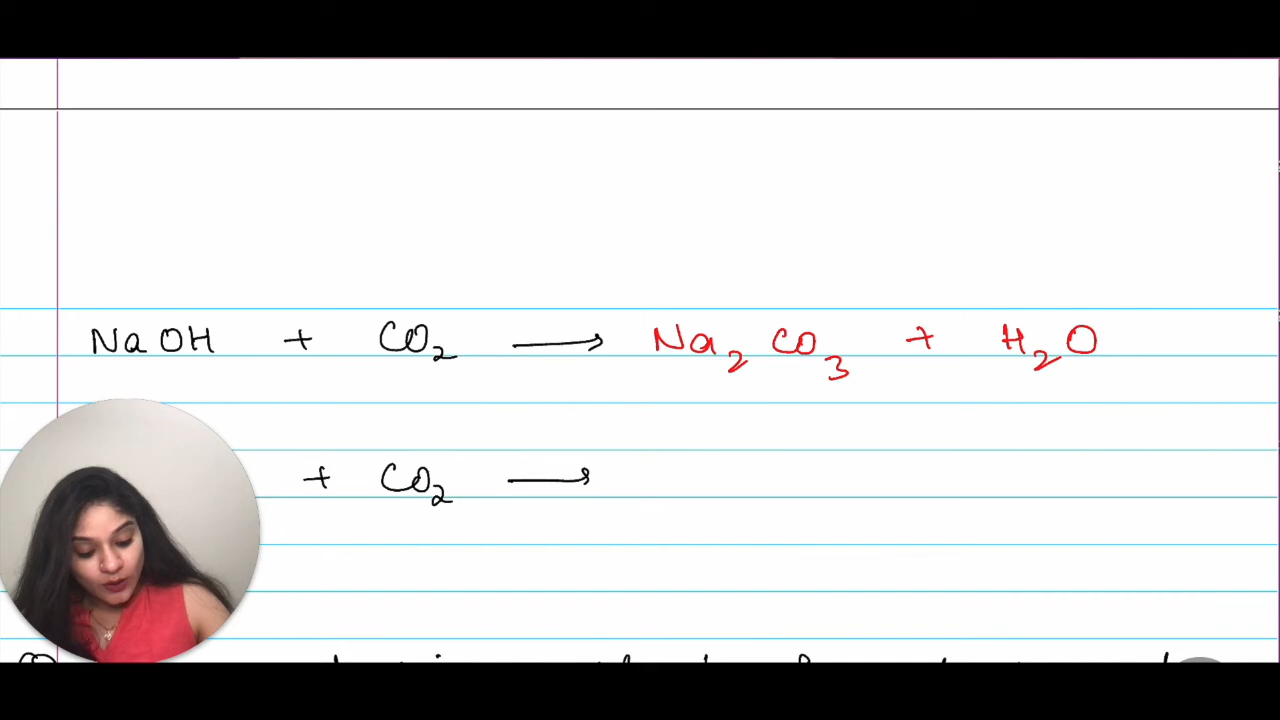 NaOH + CO₂ → Na₂CO₃ + H₂O
+ CO₂ →